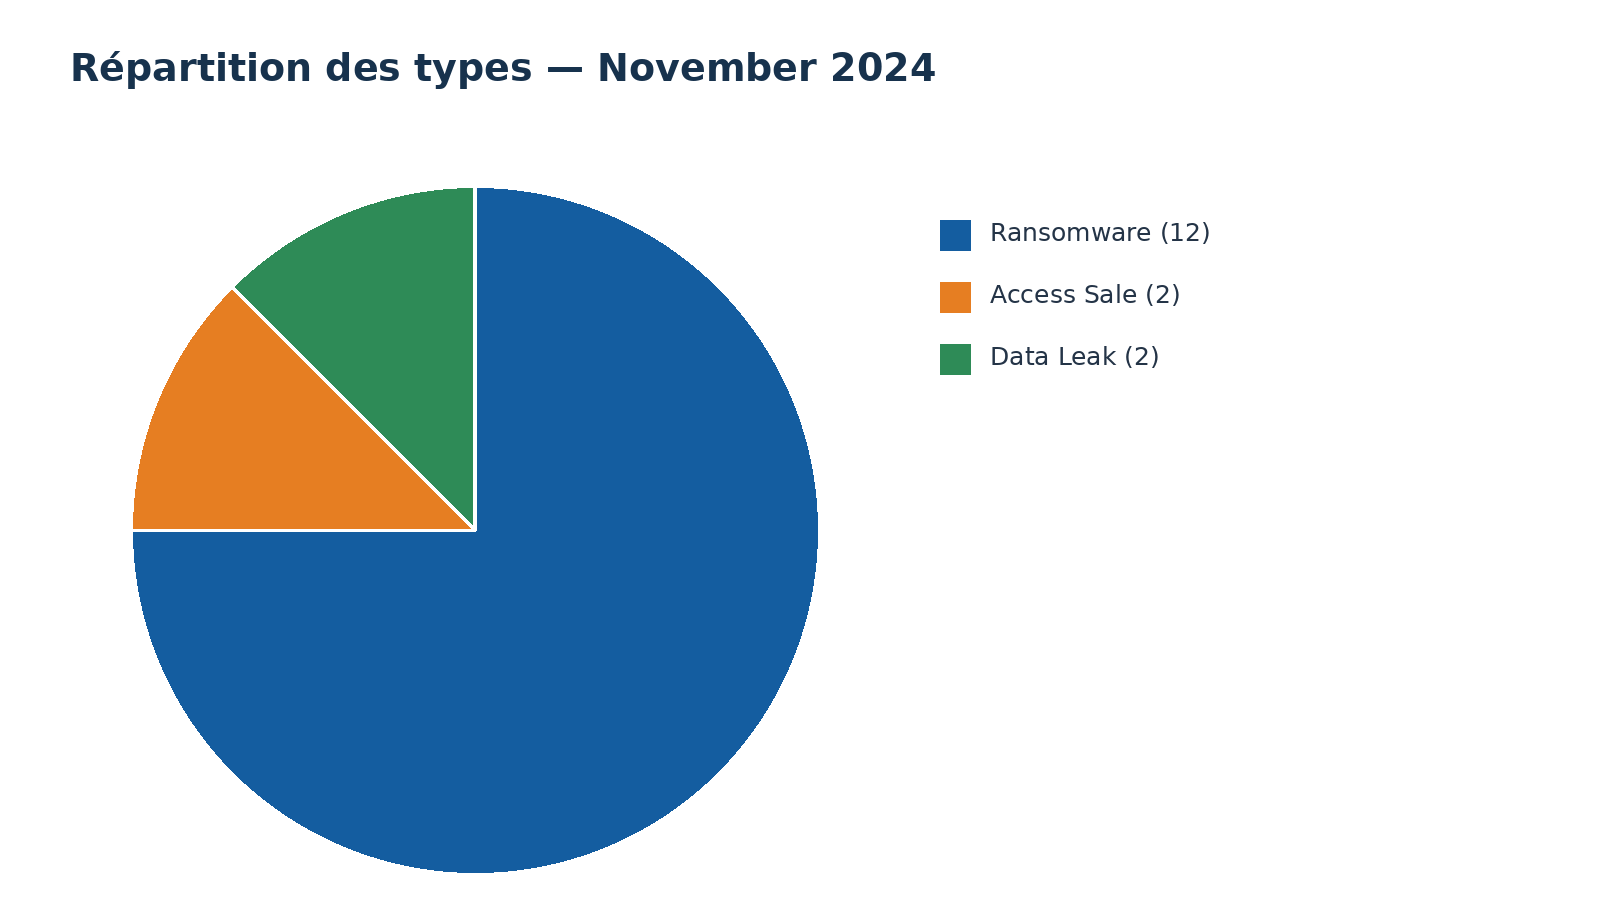 Répartition des types — November 2024
Ransomware (12)
Access Sale (2)
Data Leak (2)